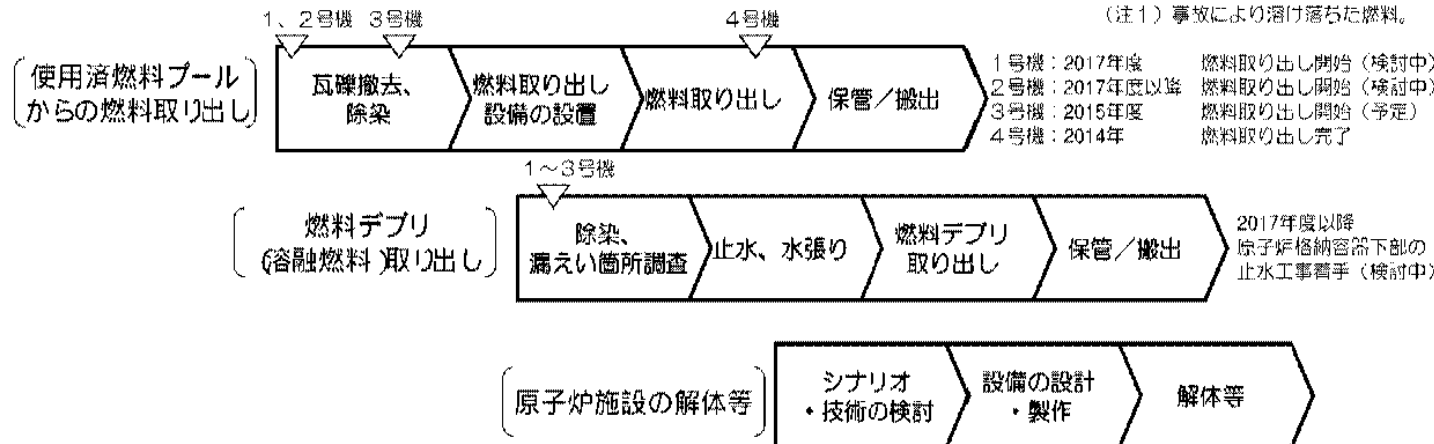 1、2号機 3号機 4号機
(注1)事故により溶け落ちた燃料。
使用済燃料プール
からの燃料取り出し
瓦礫撤去、
除染
燃料取り出し
設備の設置
燃料取り出し
保管/搬出
1号機:2017年度 燃料取り出し開始(検討中)
2号機:2017年度以降 燃料取り出し開始(検討中)
3号機:2015年度 燃料取り出し開始(予定)
4号機:2014年 燃料取り出し完了
1～3号機
燃料デブリ
(溶融燃料)取り出し
除染、
漏えい箇所調査
止水、水張り
燃料デブリ
取り出し
保管/搬出
2017年度以降
原子炉格納容器下部の
止水工事着手(検討中)
原子炉施設の解体等
シナリオ
・技術の検討
設備の設計
・製作
解体等